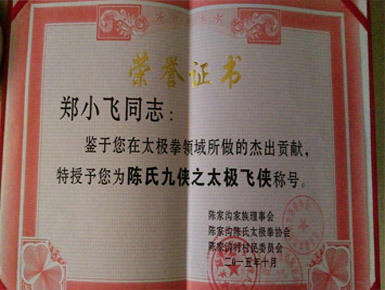 荣誉证书
郑小飞同志:
鉴于您在太极拳领域所做的杰出贡献,
特授予您为陈氏九侠之太极飞侠称号。
陈家沟家族理事会
陈家沟陈氏太极拳协会
陈家沟村村民委员会
二〇一五年十月